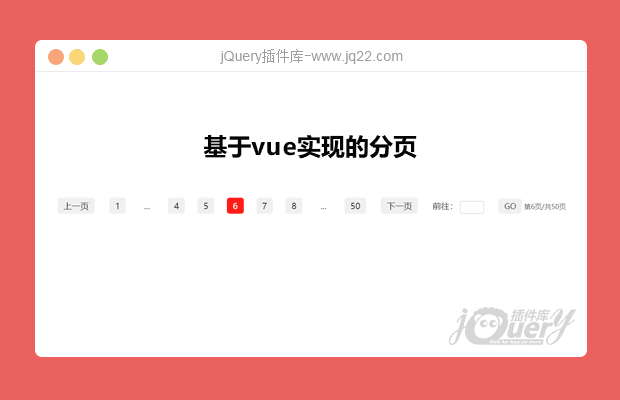 jQuery插件库-www.jq22.com
基于vue实现的分页
上一页 1 ... 4 5 6 7 8 ... 50 下一页 前往: GO 第6页/共50页
插件库
jQuery